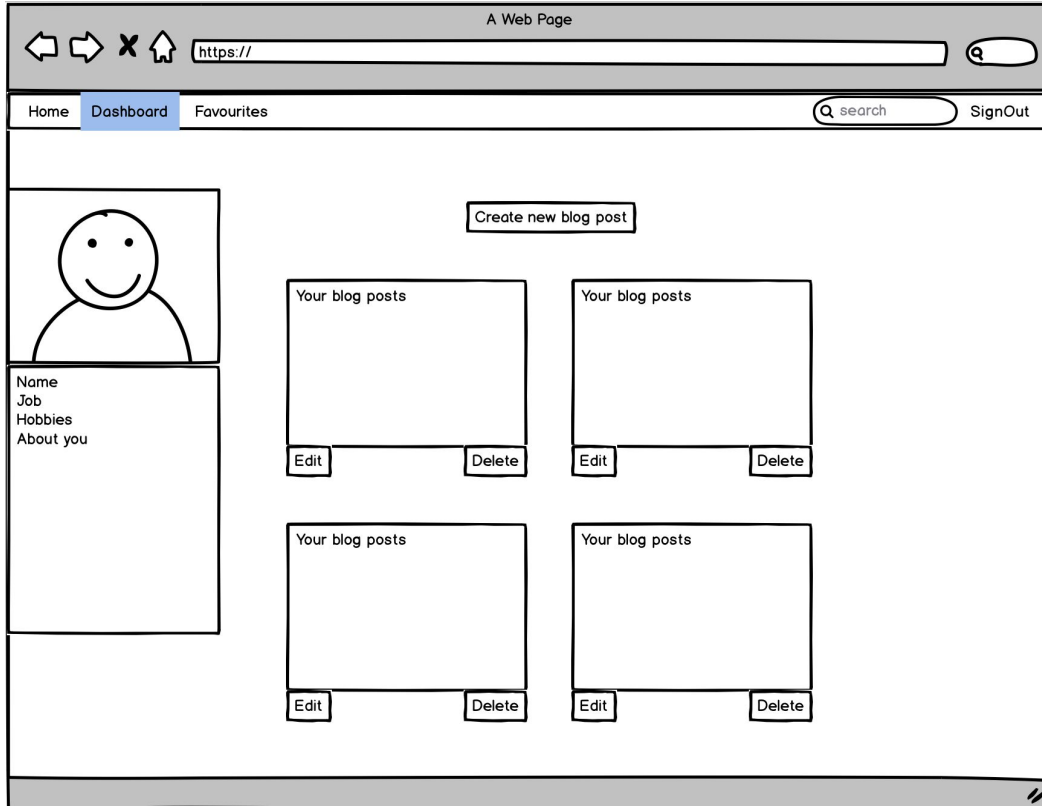 A Web Page
https://
Home Dashboard Favourites search SignOut
Create new blog post
Name
Job
Hobbies
About you
Your blog posts Your blog posts
Edit Delete Edit Delete
Your blog posts Your blog posts
Edit Delete Edit Delete